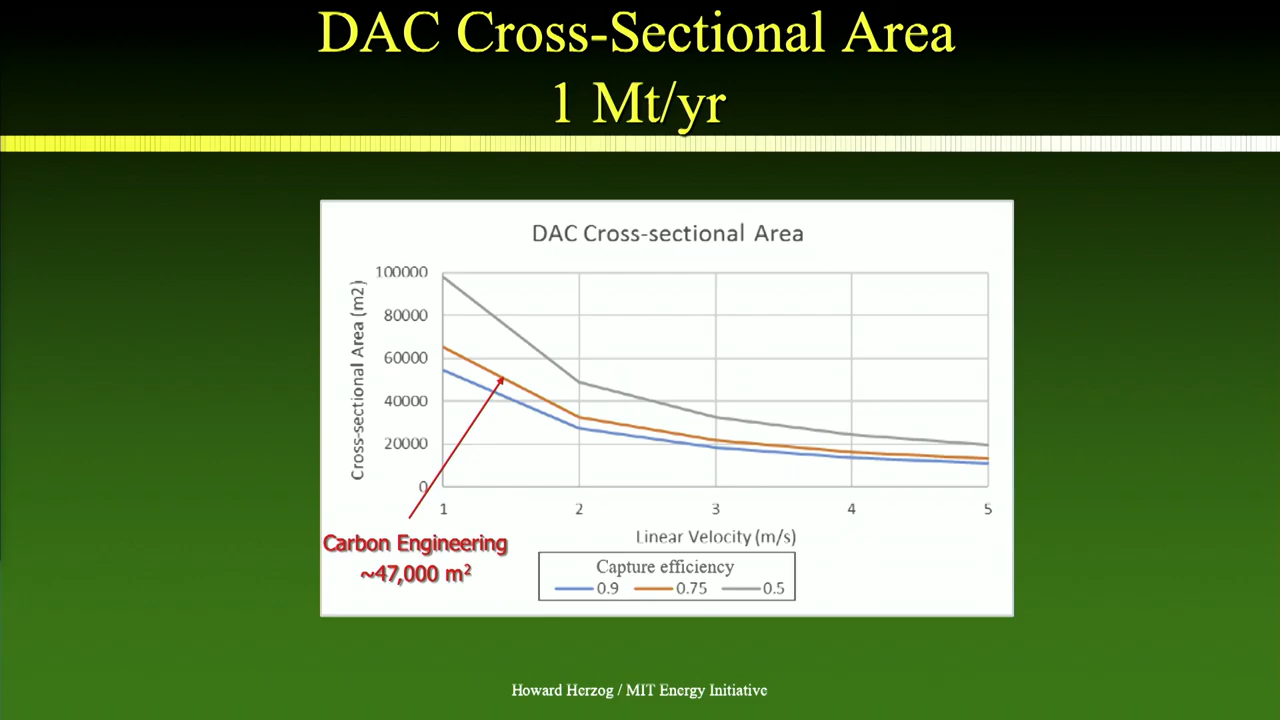 DAC Cross-Sectional Area
1 Mt/yr
DAC Cross-sectional Area
Cross-sectional Area (m2)
100000
80000
60000
40000
20000
0
1 2 3 4 5
Linear Velocity (m/s)
Carbon Engineering
~47,000 m²
Capture efficiency
0.9 0.75 0.5
Howard Herzog / MIT Energy Initiative